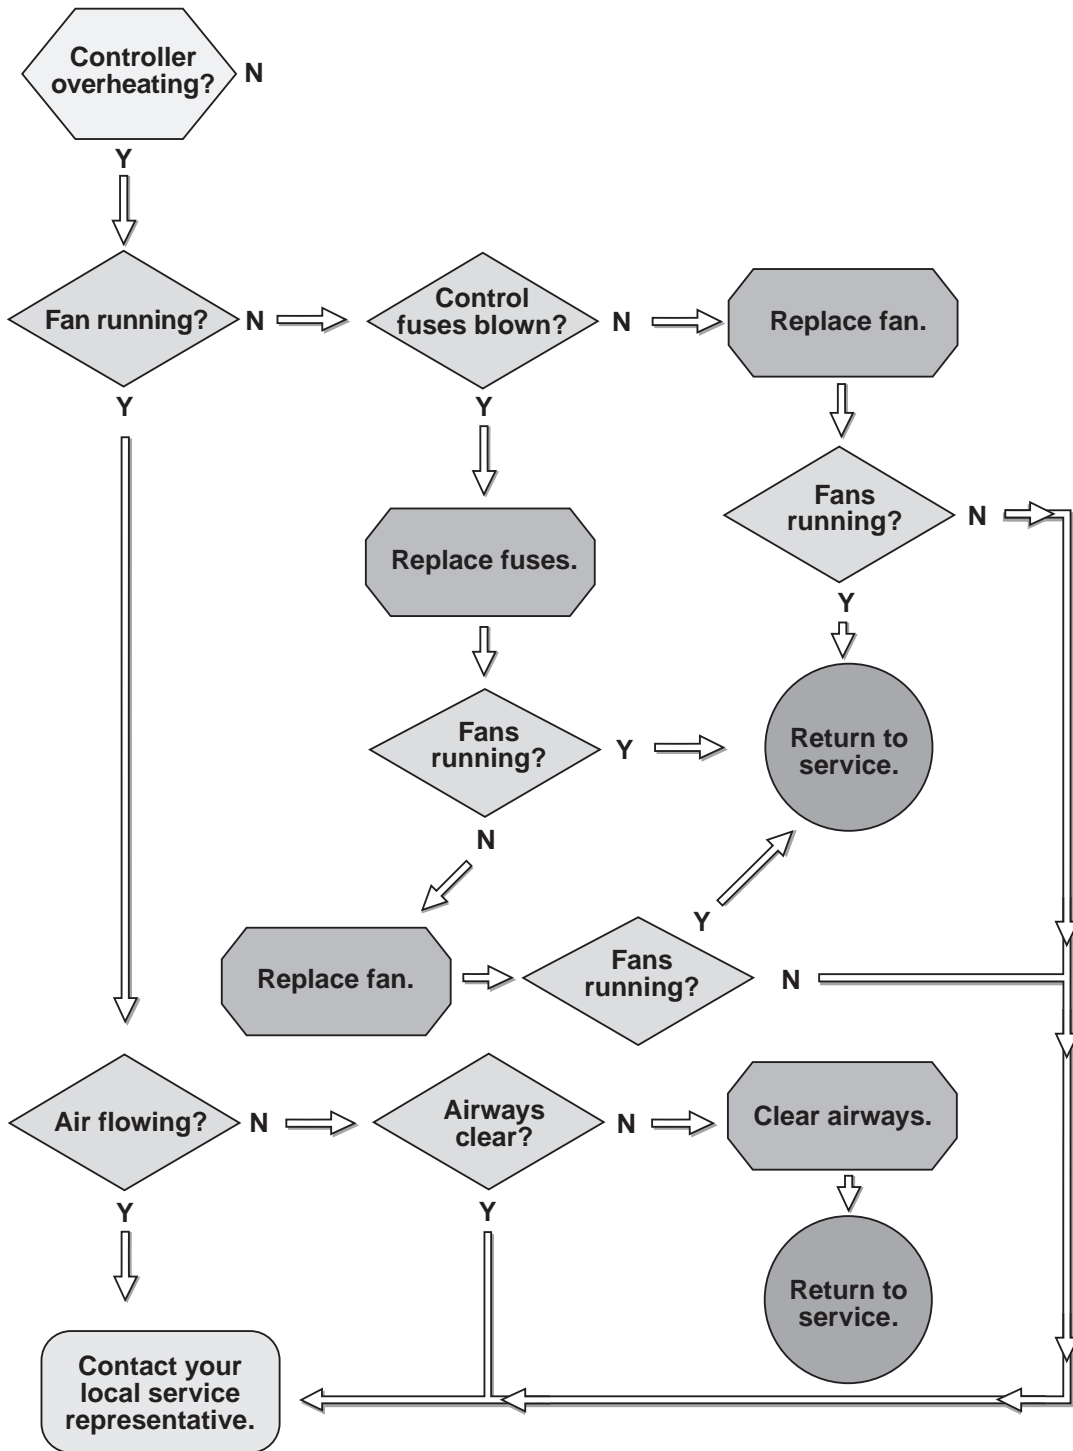 Controller
overheating?
N
Y
Fan running?
N
Control
fuses blown?
N
Replace fan.
Y
Y
Fans
running?
N
Replace fuses.
Y
Fans
running?
Y
Return to
service.
N
Y
Replace fan.
Fans
running?
N
Air flowing?
N
Airways
clear?
N
Clear airways.
Y
Y
Return to
service.
Contact your
local service
representative.